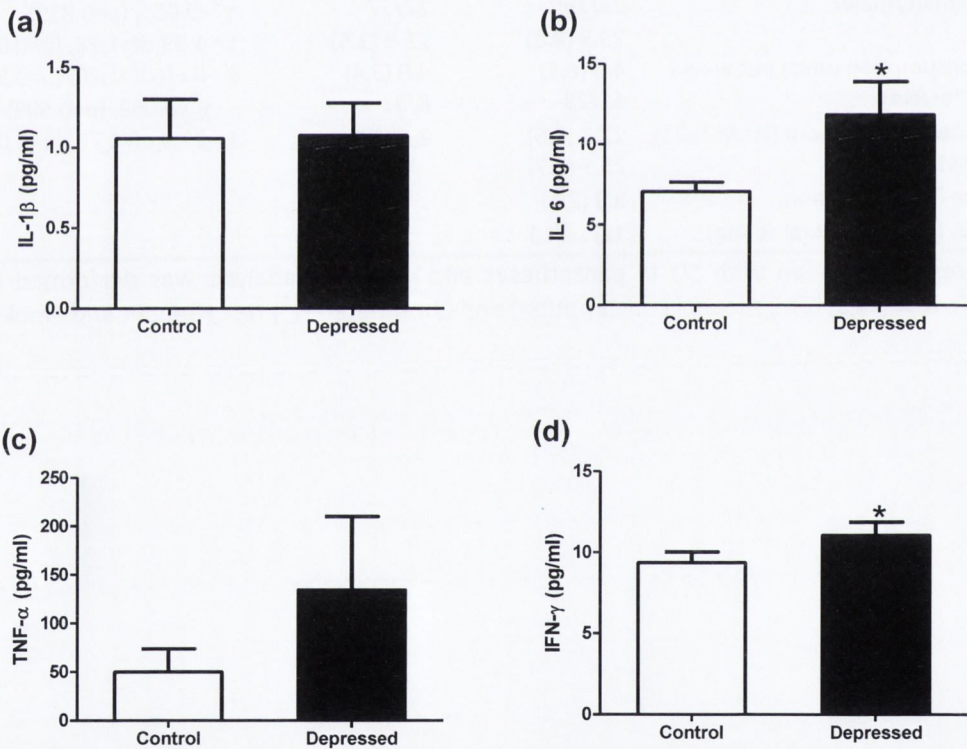 (a)
1.5
1.0
0.5
0.0
IL-1β (pg/ml)
Control Depressed
(b)
15
10
5
0
IL- 6 (pg/ml)
*
Control Depressed
(c)
250
200
150
100
50
0
TNF-α (pg/ml)
Control Depressed
(d)
15
10
5
0
IFN-γ (pg/ml)
*
Control Depressed